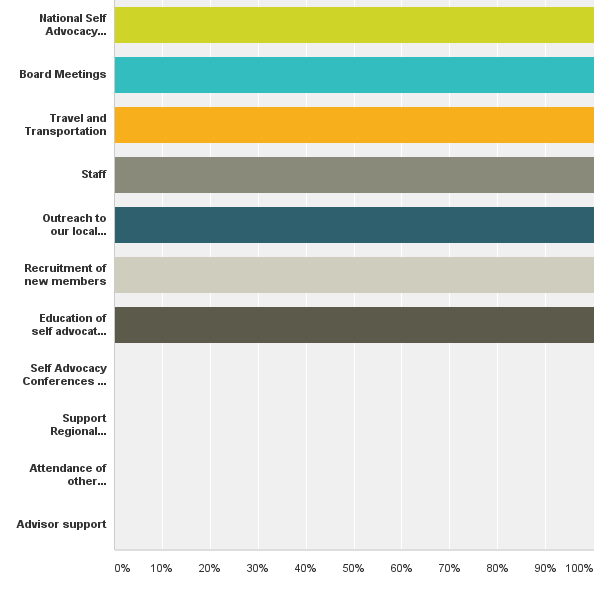 National Self
Advocacy...
Board Meetings
Travel and
Transportation
Staff
Outreach to
our local...
Recruitment of
new members
Education of
self advocat...
Self Advocacy
Conferences ...
Support
Regional...
Attendance of
other...
Advisor support
0% 10% 20% 30% 40% 50% 60% 70% 80% 90% 100%